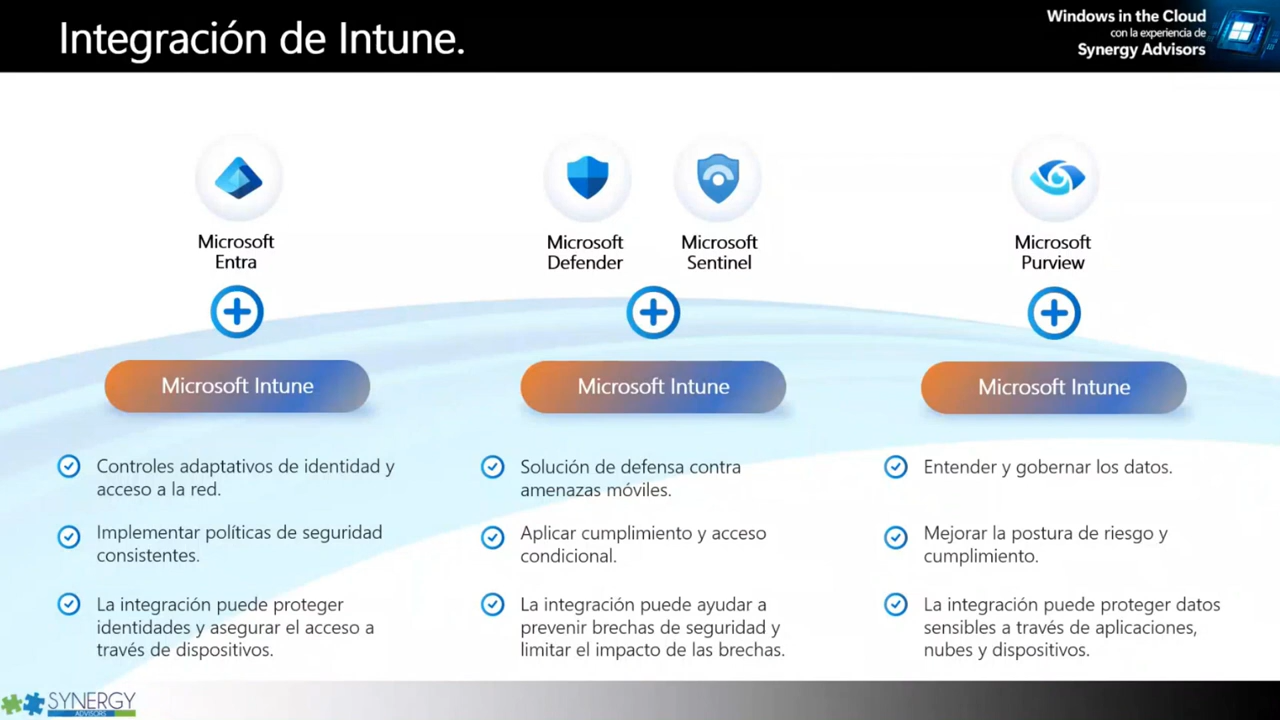 Integración de Intune.
Windows in the Cloud
con la experiencia de
Synergy Advisors
Microsoft
Entra
Microsoft
Defender
Microsoft
Sentinel
Microsoft
Purview
Microsoft Intune
Microsoft Intune
Microsoft Intune
Controles adaptativos de identidad y
acceso a la red.
Implementar políticas de seguridad
consistentes.
La integración puede proteger
identidades y asegurar el acceso a
través de dispositivos.
Solución de defensa contra
amenazas móviles.
Aplicar cumplimiento y acceso
condicional.
La integración puede ayudar a
prevenir brechas de seguridad y
limitar el impacto de las brechas.
Entender y gobernar los datos.
Mejorar la postura de riesgo y
cumplimiento.
La integración puede proteger datos
sensibles a través de aplicaciones,
nubes y dispositivos.
SYNERGY
ADVISORS